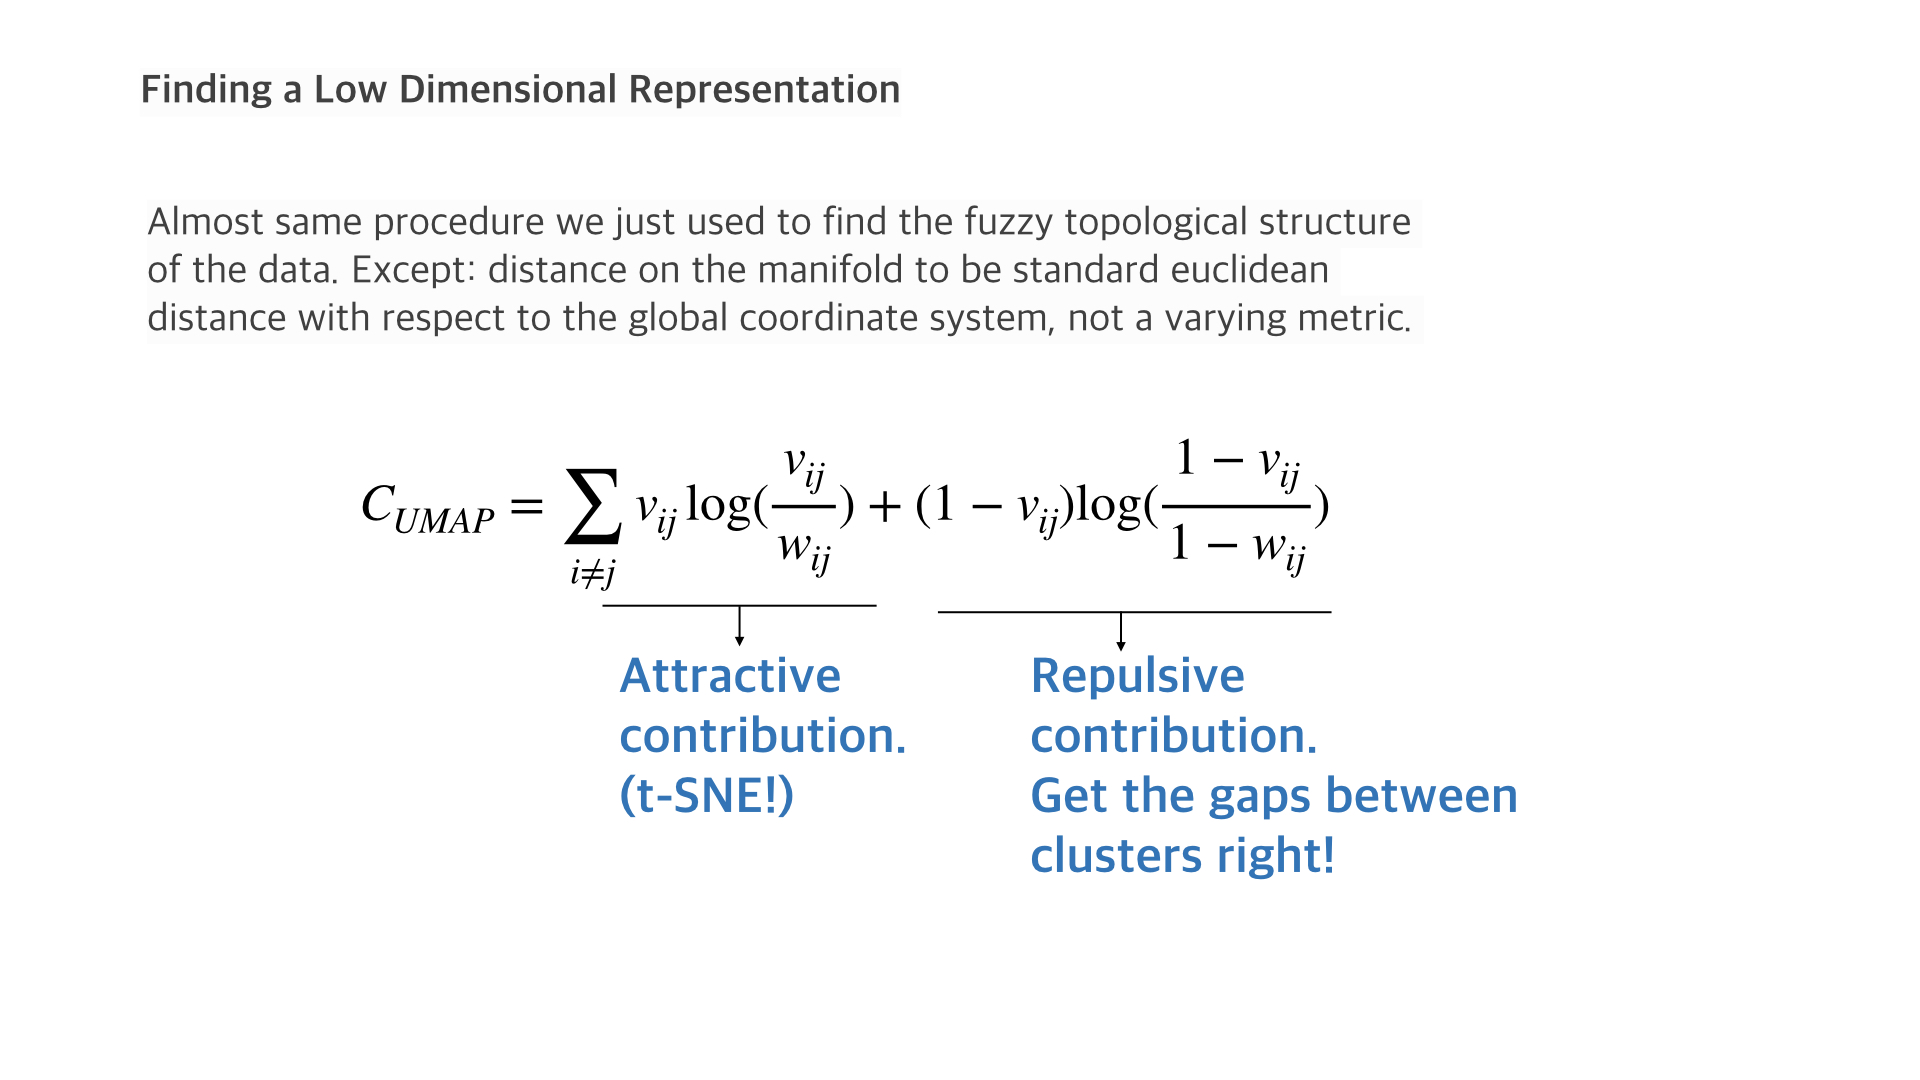 Finding a Low Dimensional Representation
Almost same procedure we just used to find the fuzzy topological structure
of the data. Except: distance on the manifold to be standard euclidean
distance with respect to the global coordinate system, not a varying metric.
C_{UMAP} = \sum_{i \neq j} v_{ij} \log(\frac{v_{ij}}{w_{ij}}) + (1 - v_{ij})\log(\frac{1 - v_{ij}}{1 - w_{ij}})
Attractive
contribution.
(t-SNE!)
Repulsive
contribution.
Get the gaps between
clusters right!